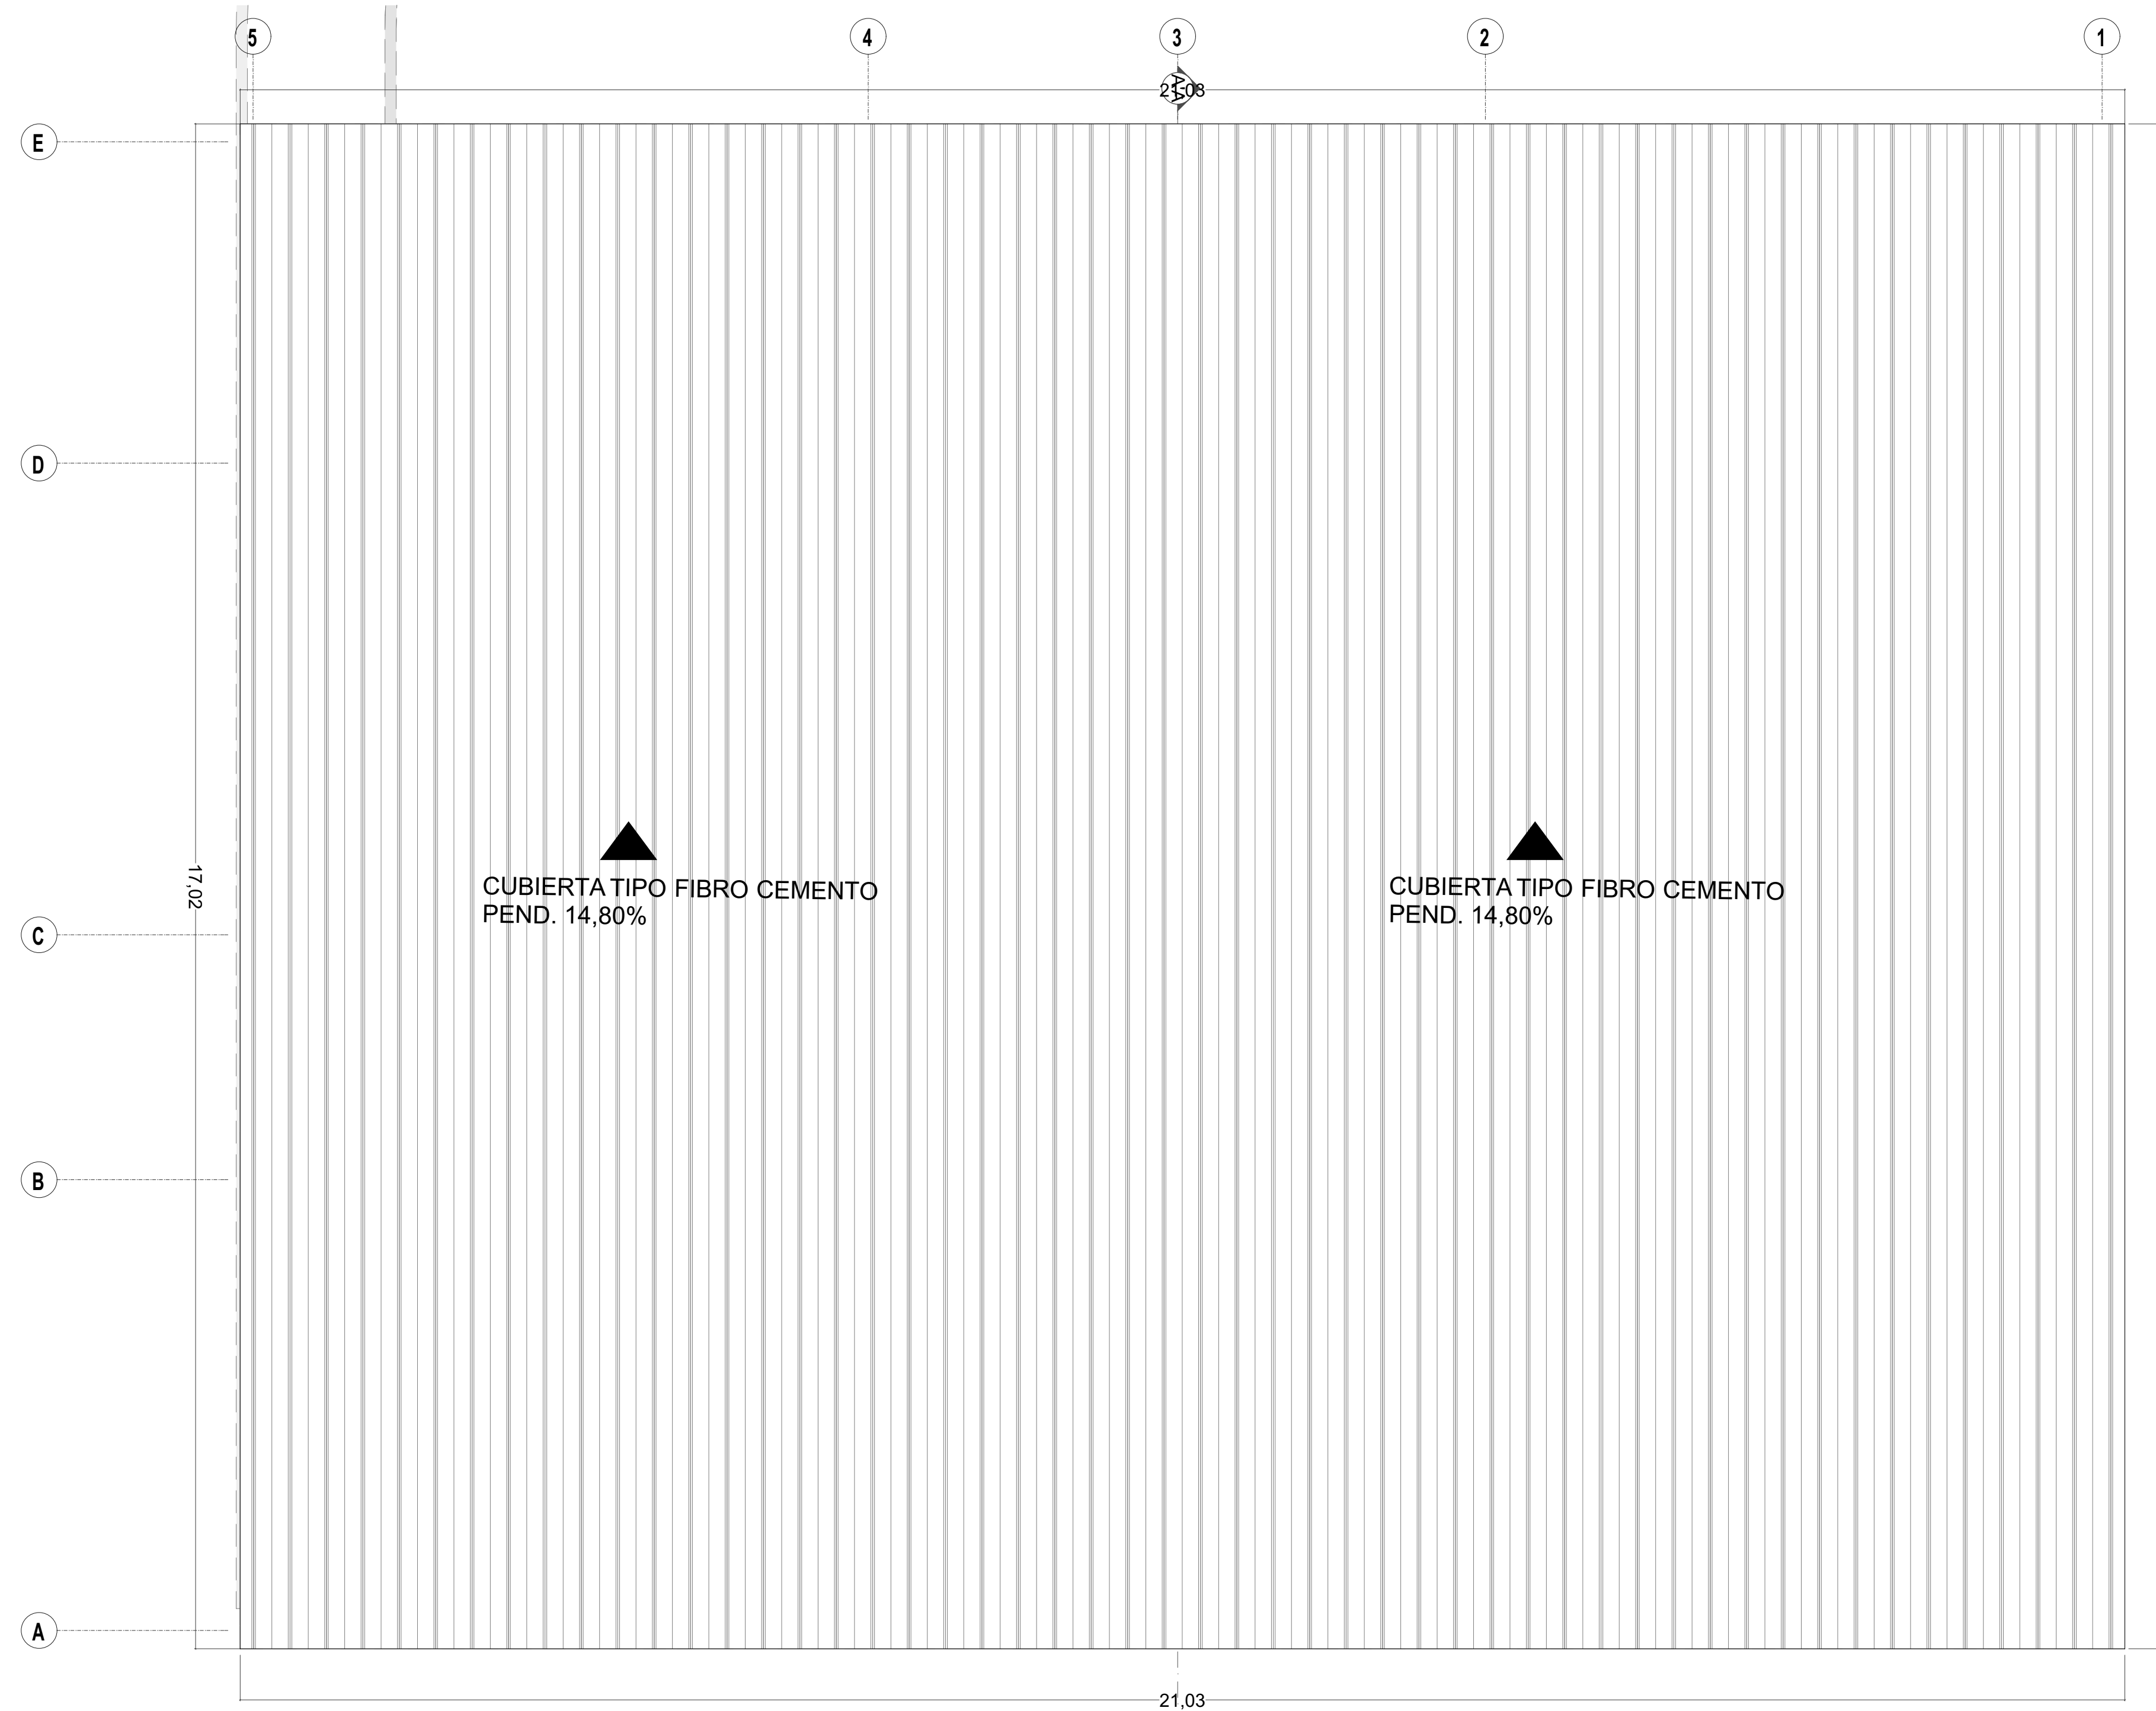 5 4 3 2 1
A-A
21,03
E
D
17,02
CUBIERTA TIPO FIBRO CEMENTO
PEND. 14,80%
CUBIERTA TIPO FIBRO CEMENTO
PEND. 14,80%
C
B
A
21,03